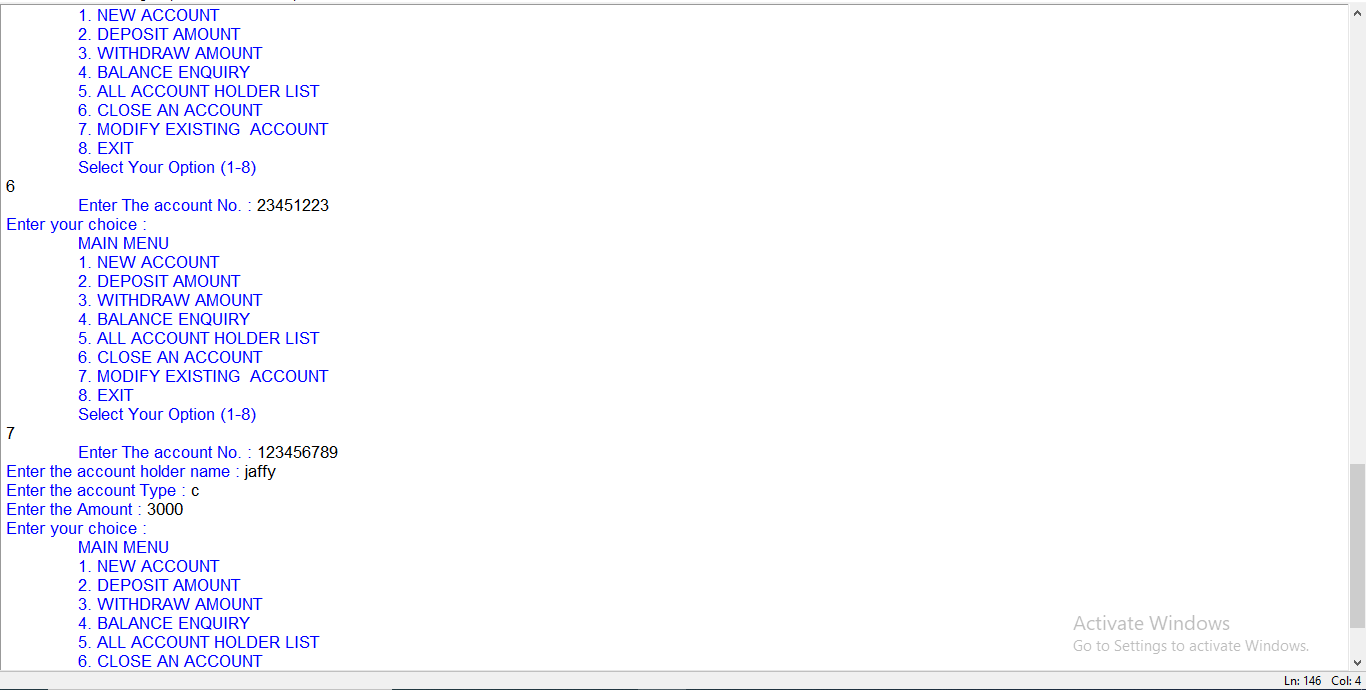 1. NEW ACCOUNT
2. DEPOSIT AMOUNT
3. WITHDRAW AMOUNT
4. BALANCE ENQUIRY
5. ALL ACCOUNT HOLDER LIST
6. CLOSE AN ACCOUNT
7. MODIFY EXISTING  ACCOUNT
8. EXIT
Select Your Option (1-8)
6
Enter The account No. : 23451223
Enter your choice :
MAIN MENU
1. NEW ACCOUNT
2. DEPOSIT AMOUNT
3. WITHDRAW AMOUNT
4. BALANCE ENQUIRY
5. ALL ACCOUNT HOLDER LIST
6. CLOSE AN ACCOUNT
7. MODIFY EXISTING  ACCOUNT
8. EXIT
Select Your Option (1-8)
7
Enter The account No. : 123456789
Enter the account holder name : jaffy
Enter the account Type : c
Enter the Amount : 3000
Enter your choice :
MAIN MENU
1. NEW ACCOUNT
2. DEPOSIT AMOUNT
3. WITHDRAW AMOUNT
4. BALANCE ENQUIRY
5. ALL ACCOUNT HOLDER LIST
6. CLOSE AN ACCOUNT
Activate Windows
Go to Settings to activate Windows.
Ln: 146 Col: 4